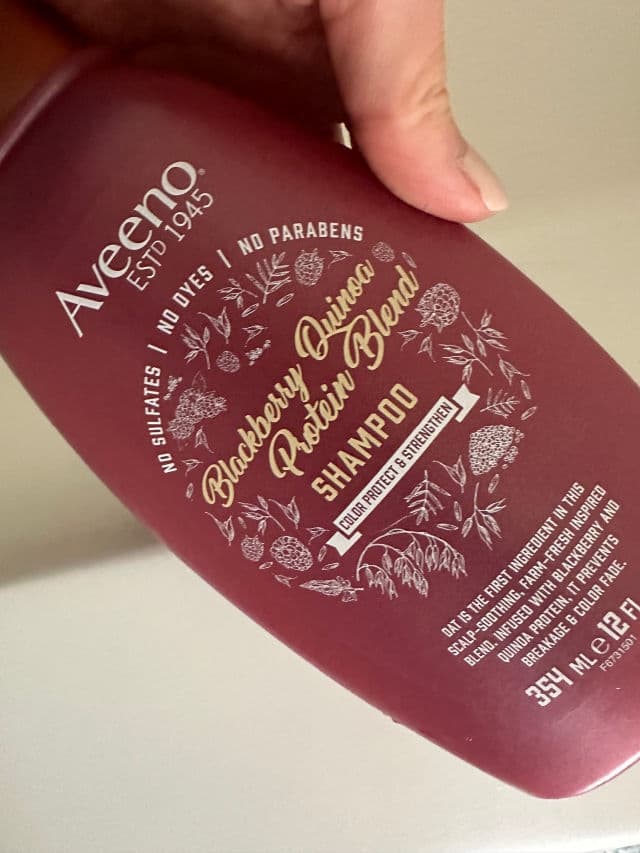 Aveeno®
ESTD 1945
NO SULFATES | NO DYES | NO PARABENS
Blackberry Quinoa
Protein Blend
SHAMPOO
COLOR PROTECT & STRENGTHEN
OAT IS THE FIRST INGREDIENT IN THIS
SCALP-SOOTHING, FARM-FRESH INSPIRED
BLEND. INFUSED WITH BLACKBERRY AND
QUINOA PROTEIN, IT PREVENTS
BREAKAGE & COLOR FADE.
354 ML e 12 Fl
F673150